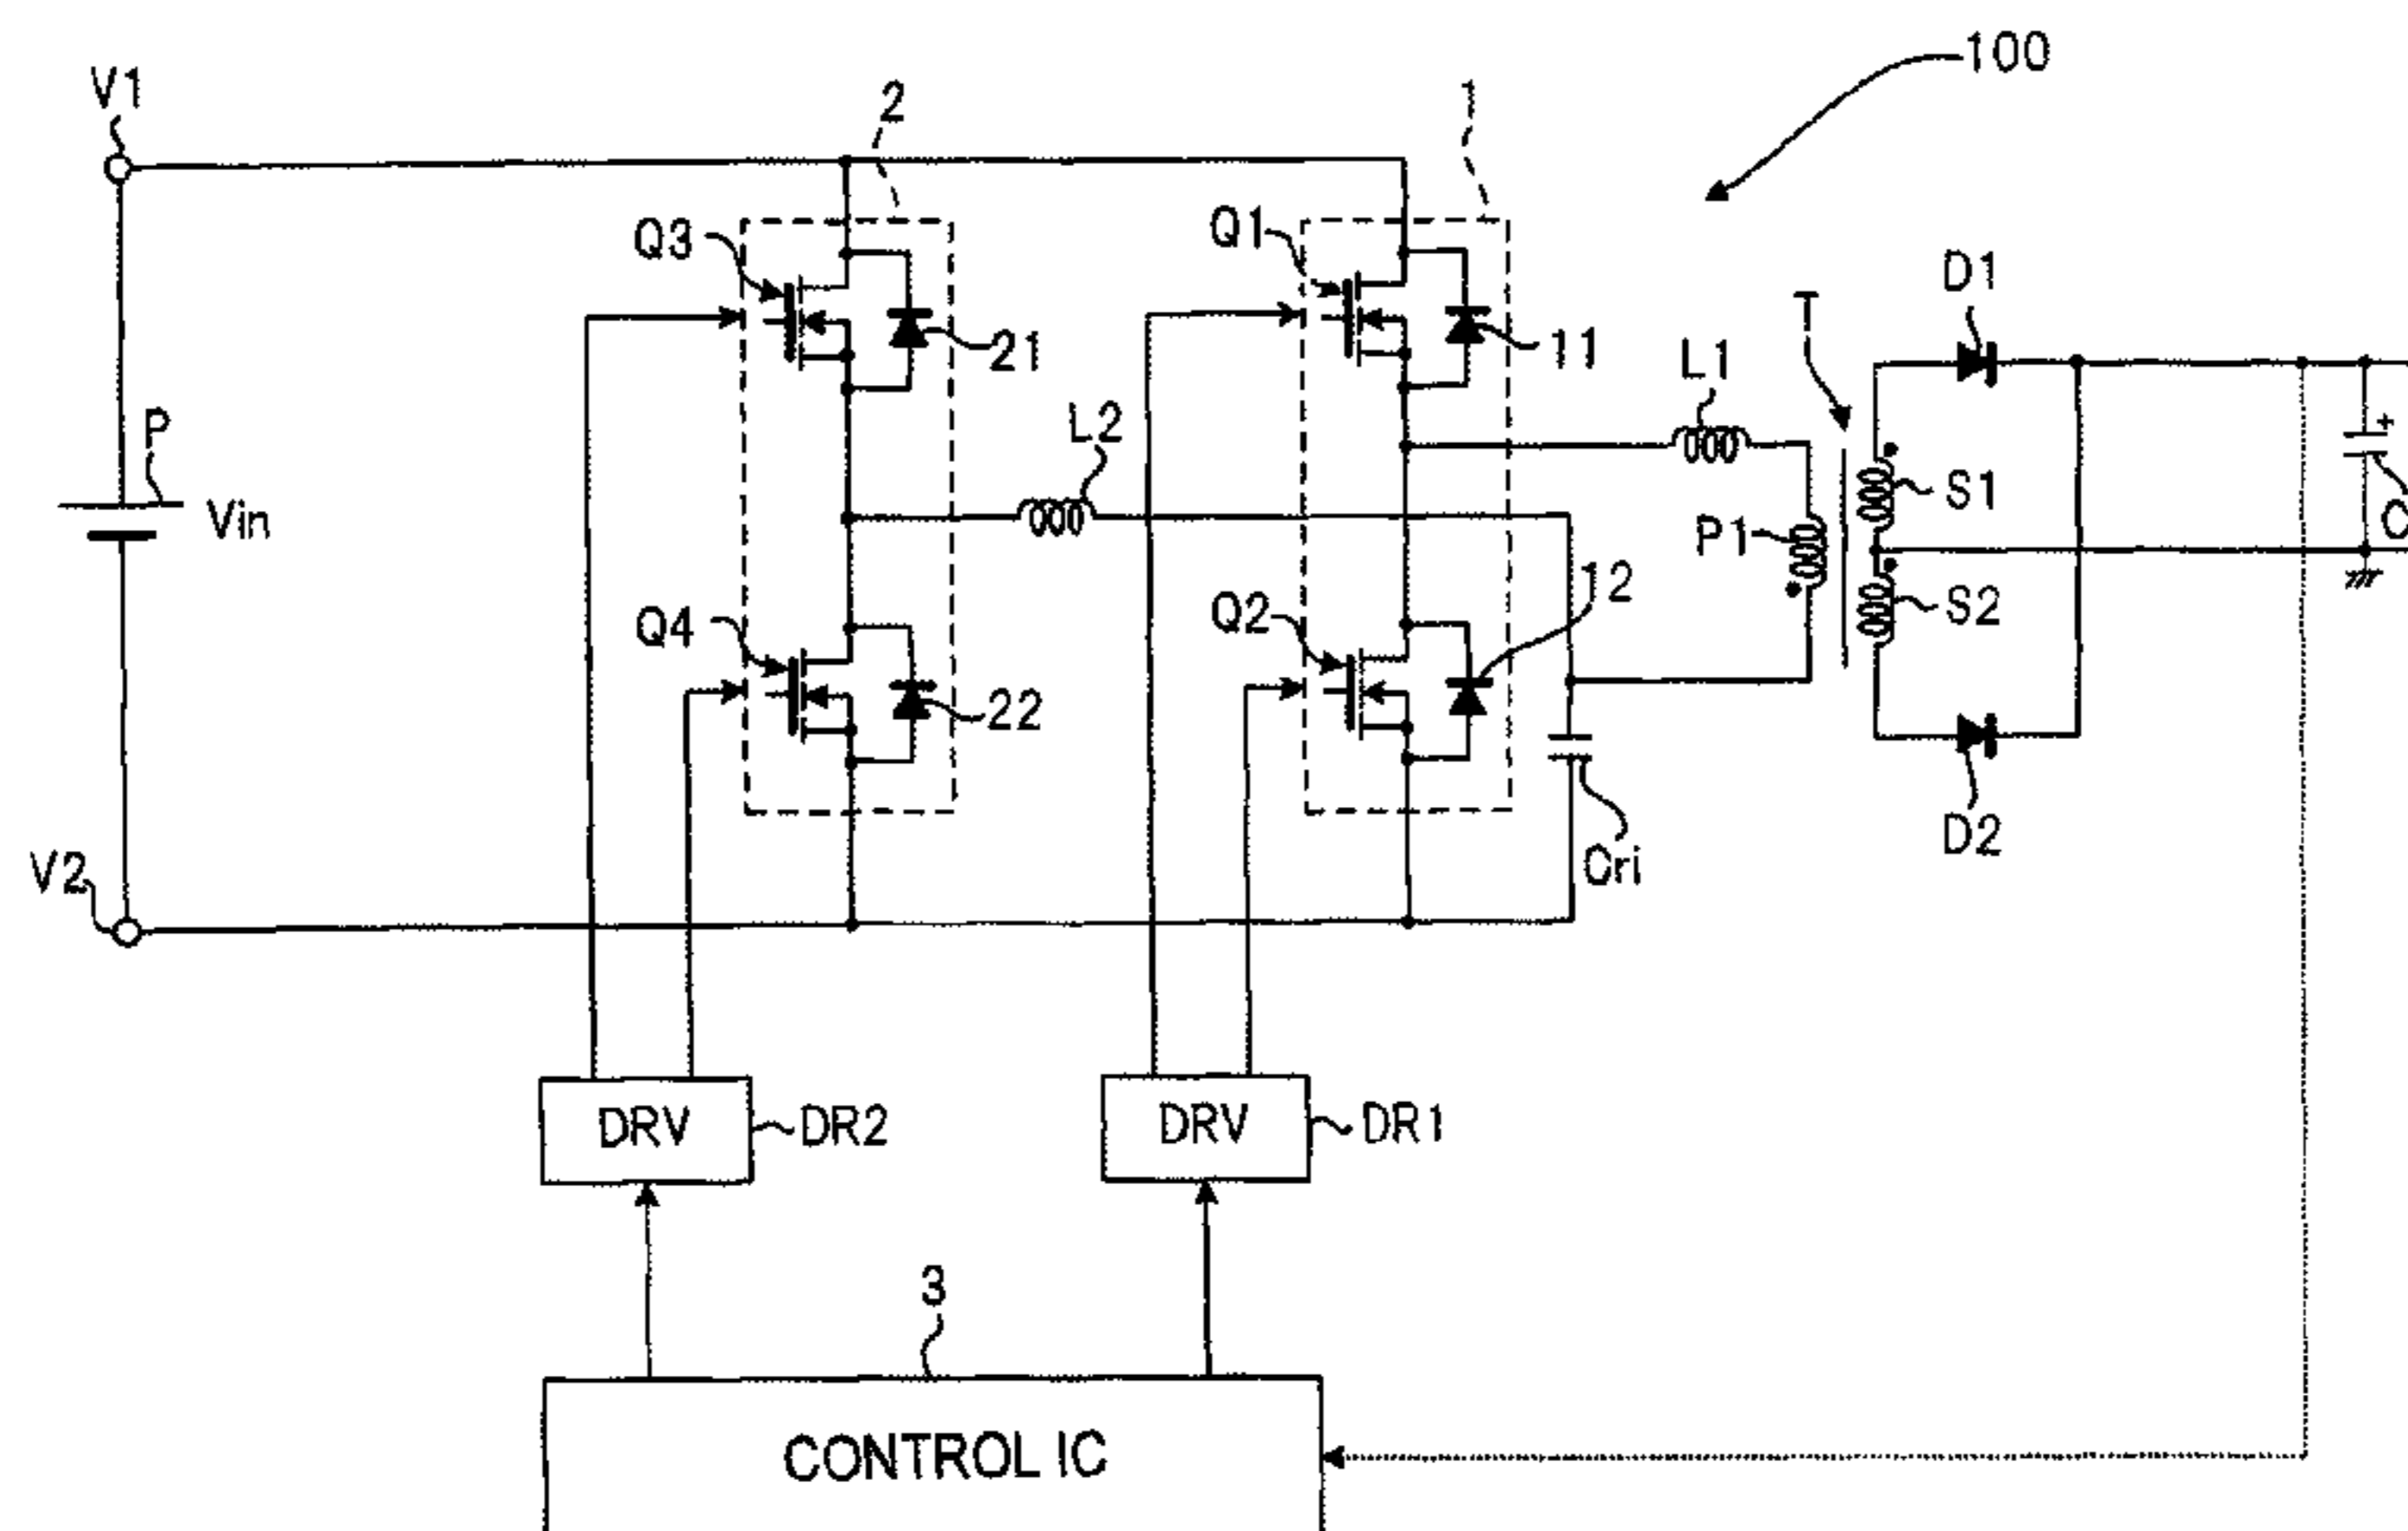 100
V1
2
1
Q3
Q1
D1
T
21
11
L1
L2
P
Vin
S1
P1
C
Q4
Q2
12
S2
22
V2
Cri
D2
DRV
DR2
DRV
DR1
3
CONTROL IC